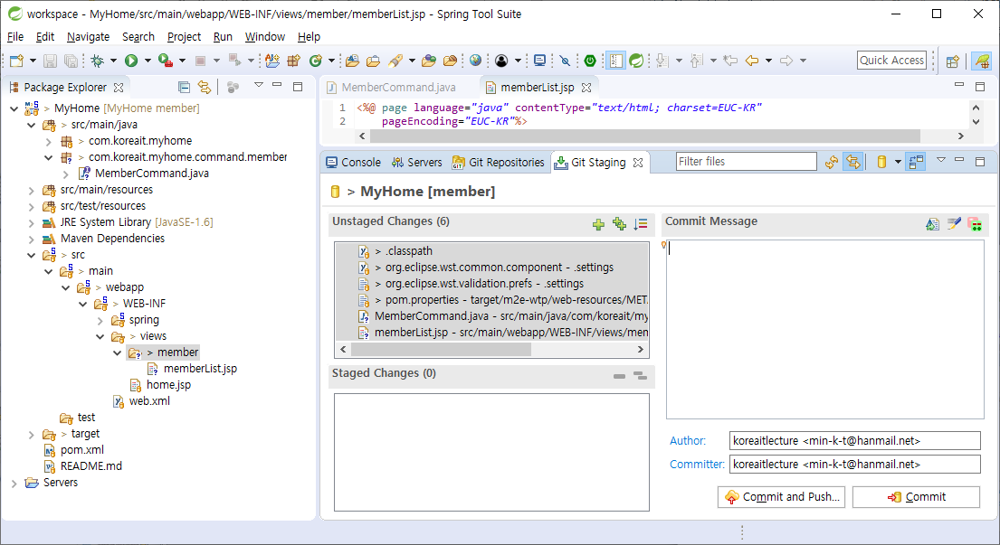 workspace - MyHome/src/main/webapp/WEB-INF/views/member/memberList.jsp - Spring Tool Suite
File Edit Navigate Search Project Run Window Help
Quick Access
Package Explorer
> MyHome [MyHome member]
> src/main/java
> com.koreait.myhome
> com.koreait.myhome.command.member
MemberCommand.java
src/main/resources
src/test/resources
JRE System Library [JavaSE-1.6]
Maven Dependencies
> src
> main
> webapp
> WEB-INF
spring
> views
> member
memberList.jsp
home.jsp
web.xml
test
> target
pom.xml
README.md
Servers
MemberCommand.java memberList.jsp
1 <%@ page language="java" contentType="text/html; charset=EUC-KR"
2 pageEncoding="EUC-KR"%>
Console Servers Git Repositories Git Staging
Filter files
> MyHome [member]
Unstaged Changes (6)
> .classpath
> org.eclipse.wst.common.component - .settings
> org.eclipse.wst.validation.prefs - .settings
> pom.properties - target/m2e-wtp/web-resources/MET
MemberCommand.java - src/main/java/com/koreait/my
memberList.jsp - src/main/webapp/WEB-INF/views/men
Staged Changes (0)
Commit Message
Author: koreaitlecture <min-k-t@hanmail.net>
Committer: koreaitlecture <min-k-t@hanmail.net>
Commit and Push... Commit